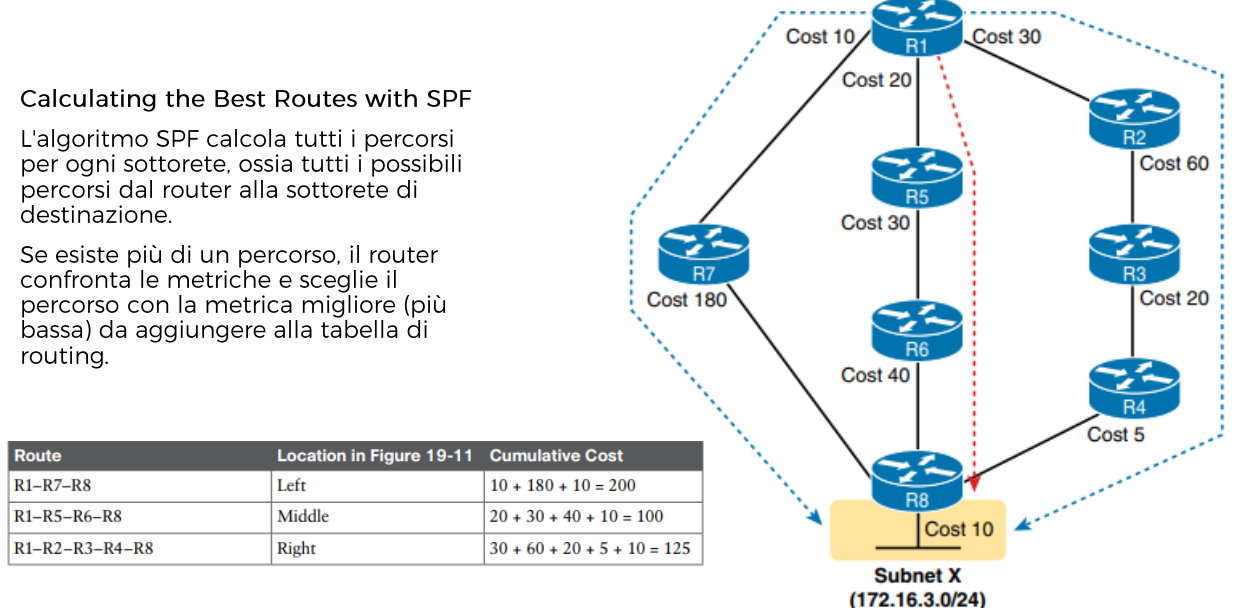 Calculating the Best Routes with SPF
L'algoritmo SPF calcola tutti i percorsi
per ogni sottorete, ossia tutti i possibili
percorsi dal router alla sottorete di
destinazione.
Se esiste più di un percorso, il router
confronta le metriche e sceglie il
percorso con la metrica migliore (più
bassa) da aggiungere alla tabella di
routing.
Route Location in Figure 19-11 Cumulative Cost
R1–R7–R8 Left 10 + 180 + 10 = 200
R1–R5–R6–R8 Middle 20 + 30 + 40 + 10 = 100
R1–R2–R3–R4–R8 Right 30 + 60 + 20 + 5 + 10 = 125
Cost 10
R1
Cost 30
Cost 20
R2
Cost 60
R5
Cost 30
R7
Cost 180
R3
Cost 20
R6
Cost 40
R4
Cost 5
R8
Cost 10
Subnet X
(172.16.3.0/24)